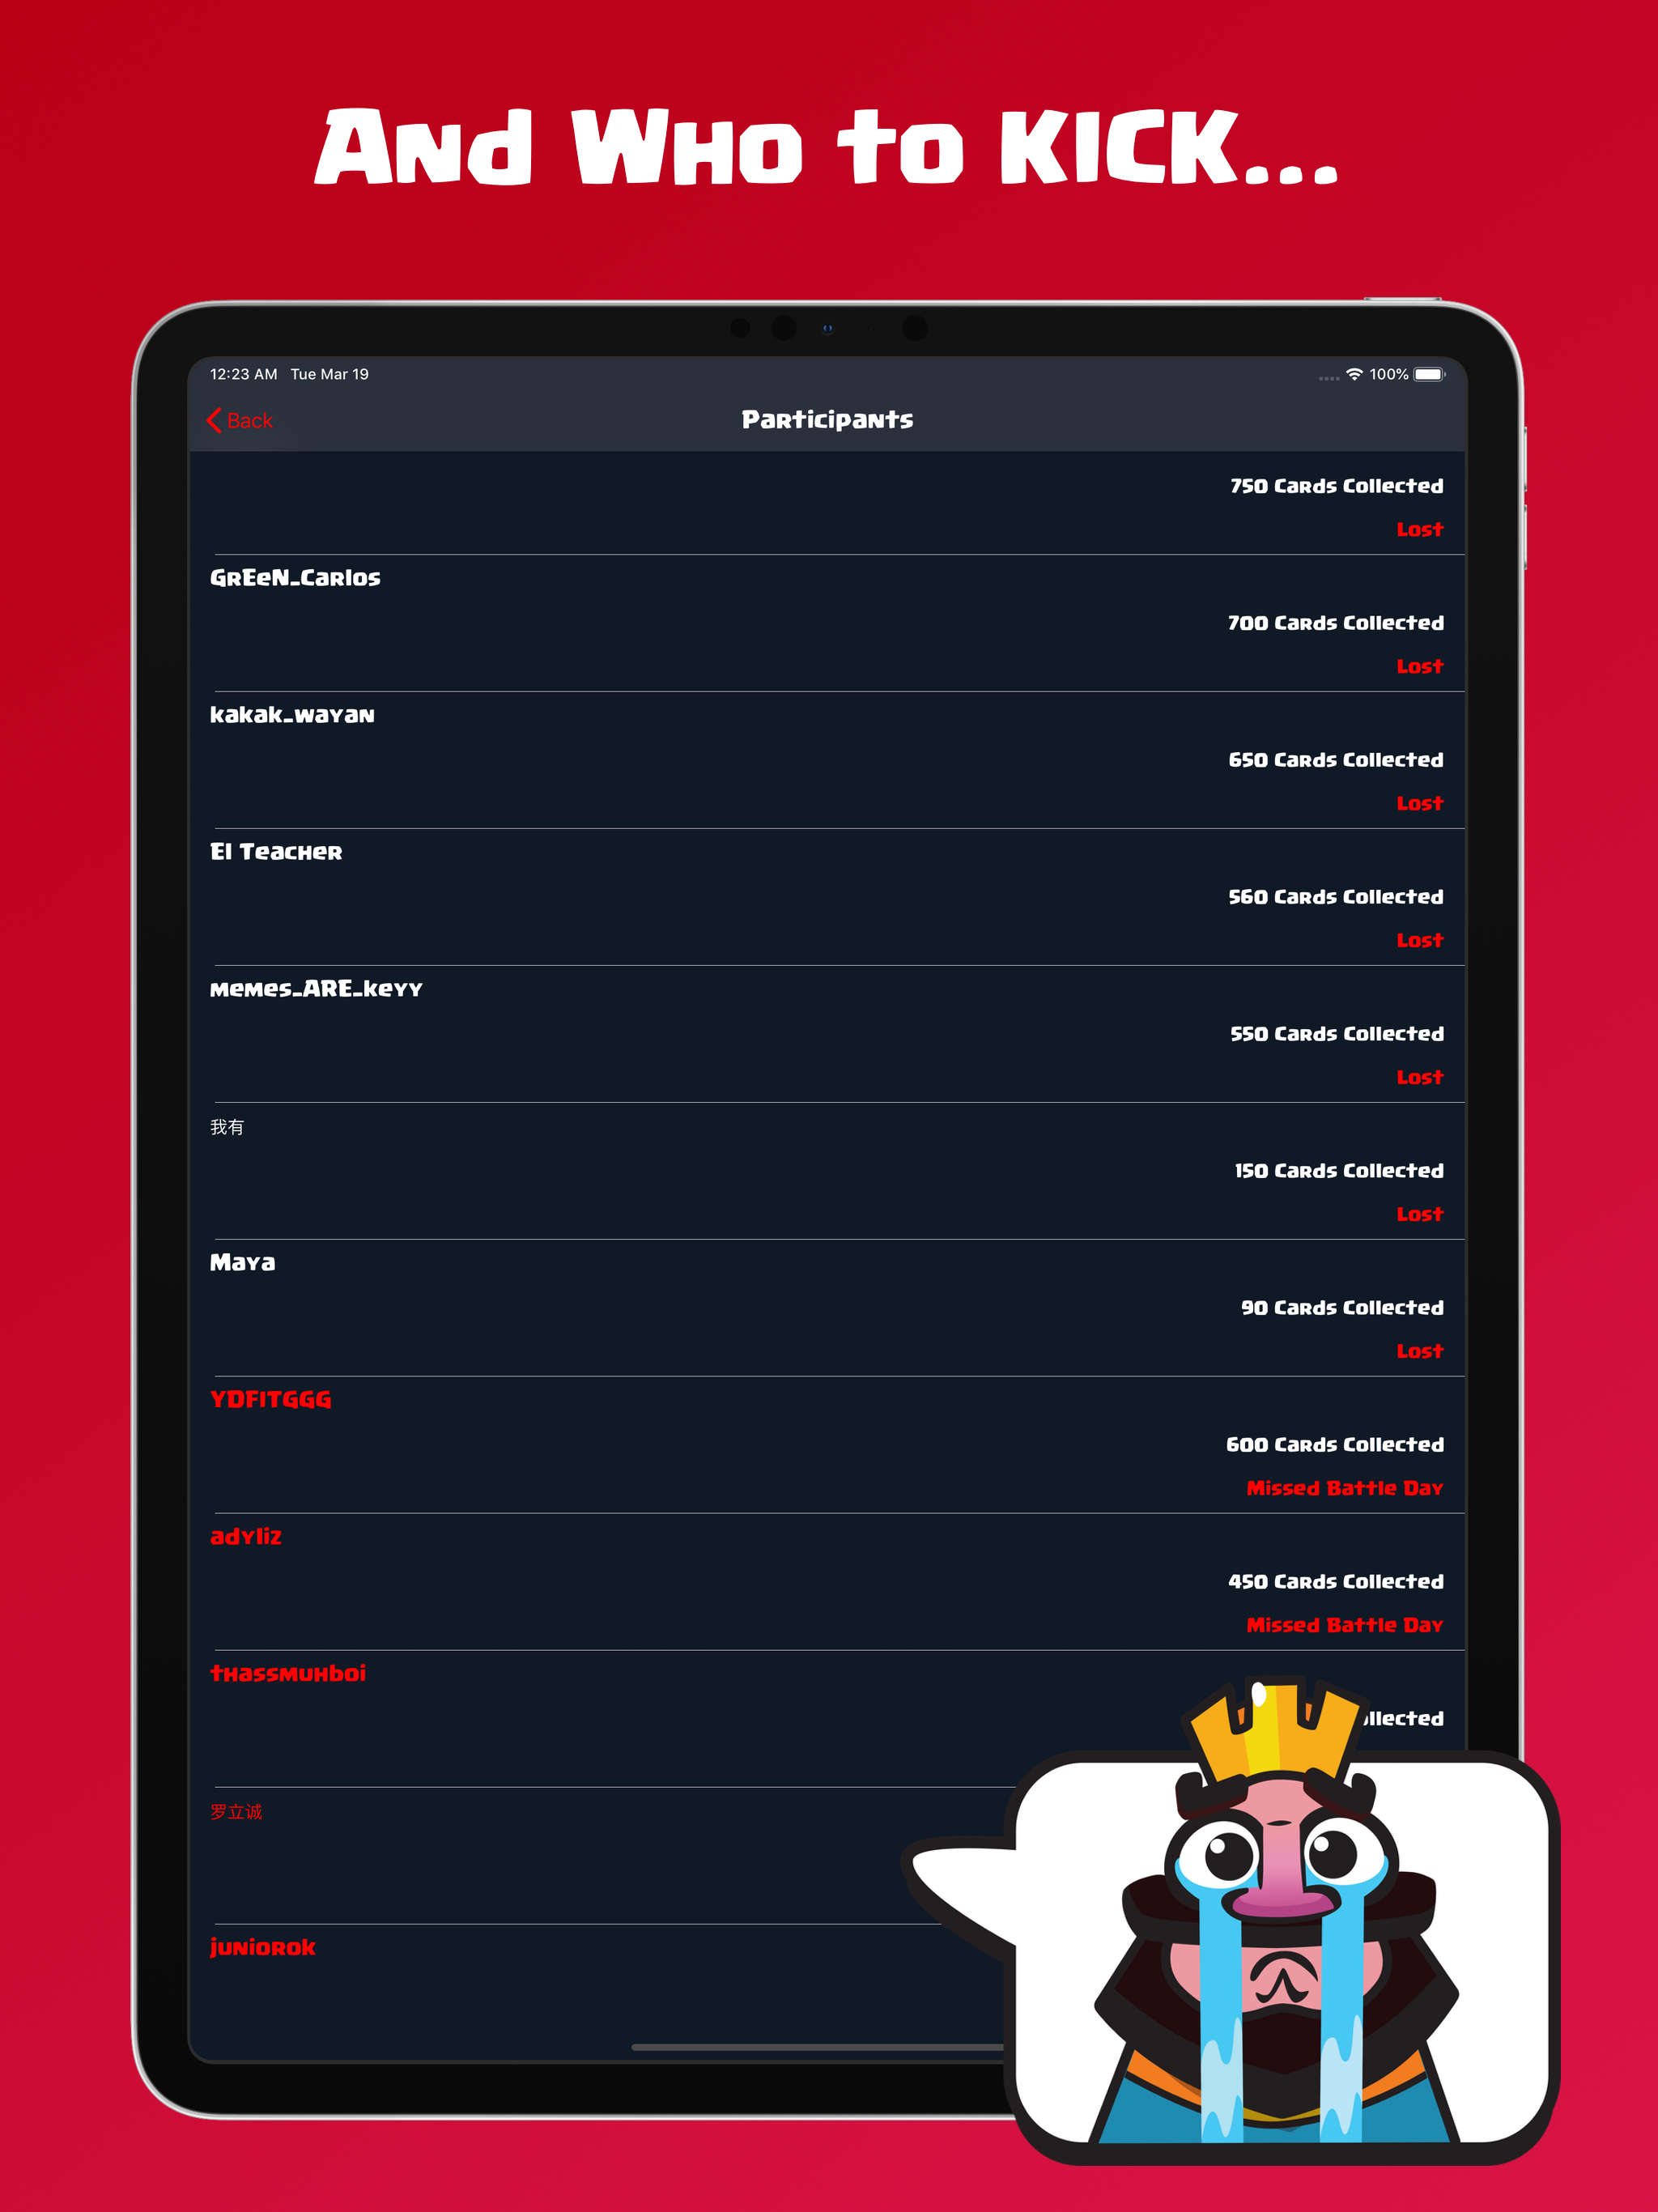 And Who to KICK...
12:23 AM Tue Mar 19
100%
Back
Participants
750 Cards Collected
Lost
GrEeN_Carlos
700 Cards Collected
Lost
kakak_wayan
650 Cards Collected
Lost
El Teacher
560 Cards Collected
Lost
memes_ARE_keyy
550 Cards Collected
Lost
我有
150 Cards Collected
Lost
Maya
90 Cards Collected
Lost
YDFITGGG
600 Cards Collected
Missed Battle Day
adyliz
450 Cards Collected
Missed Battle Day
thassmuhboi
罗立诚
juniorok